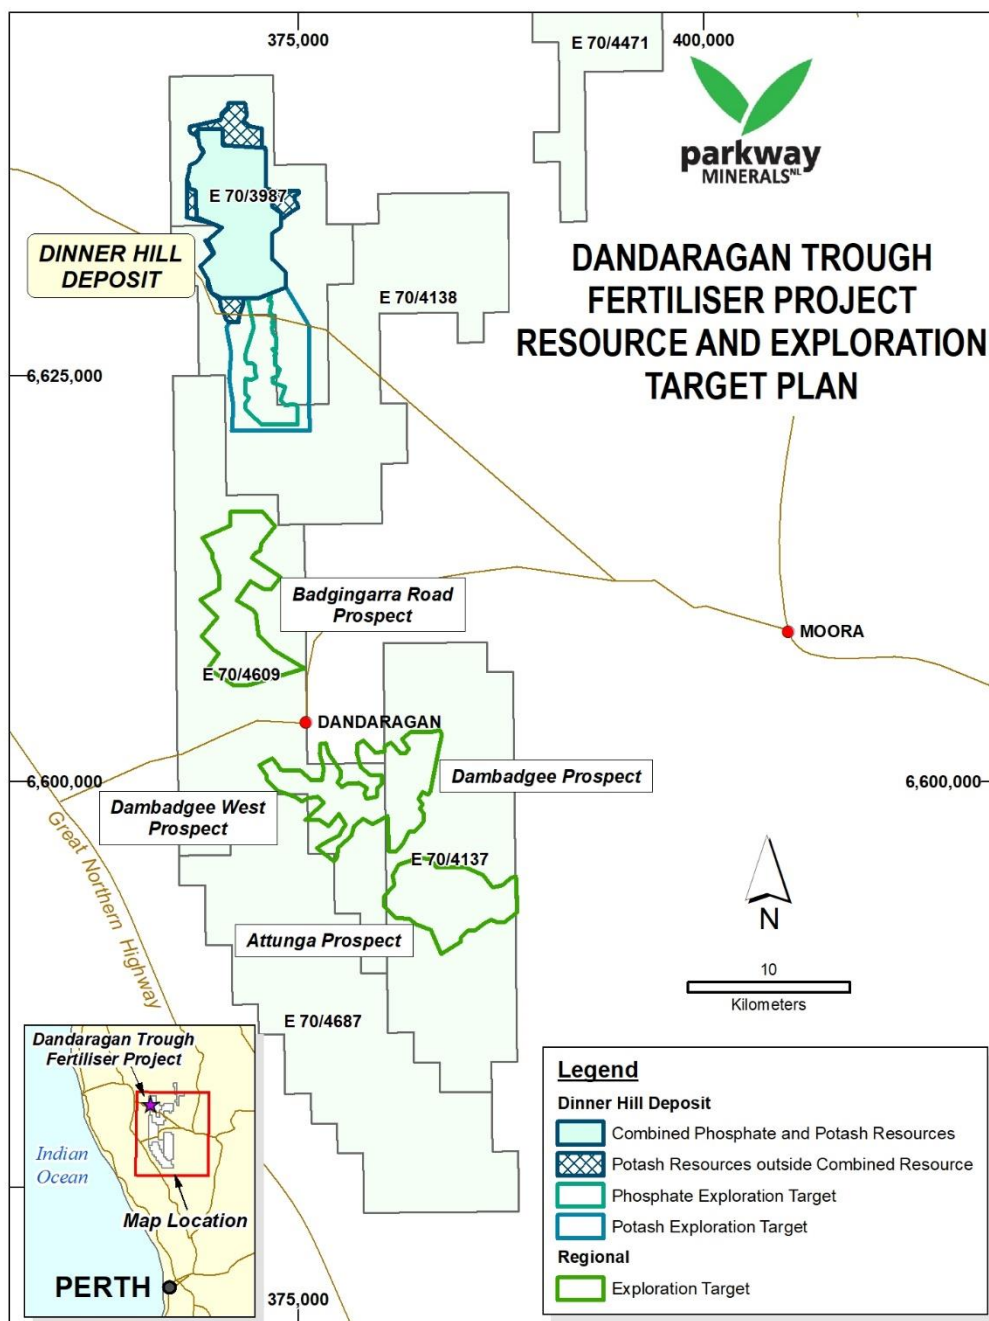 375,000
400,000
E 70/4471
parkway
MINERALS NL
E 70/3987
DINNER HILL
DEPOSIT
E 70/4138
DANDARAGAN TROUGH
FERTILISER PROJECT
RESOURCE AND EXPLORATION
TARGET PLAN
6,625,000
Badgingarra Road
Prospect
MOORA
E 70/4609
DANDARAGAN
6,600,000
Dambadgee Prospect
6,600,000
Dambadgee West
Prospect
Great Northern Highway
E 70/4137
N
Attunga Prospect
10
Kilometers
E 70/4687
Dandaragan Trough
Fertiliser Project
Indian
Ocean
Map Location
PERTH
375,000
Legend
Dinner Hill Deposit
Combined Phosphate and Potash Resources
Potash Resources outside Combined Resource
Phosphate Exploration Target
Potash Exploration Target
Regional
Exploration Target